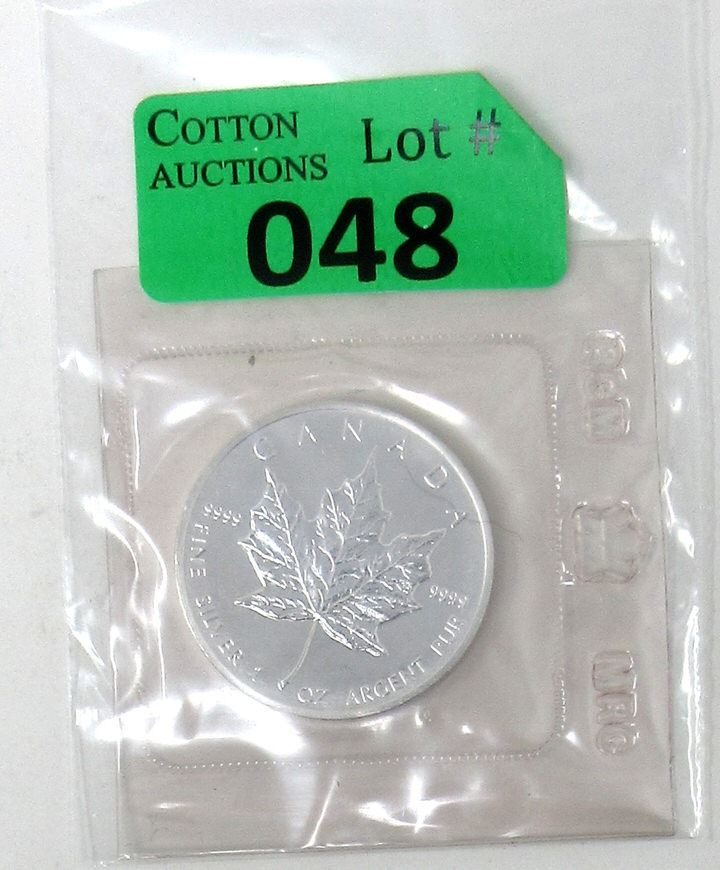 COTTON
AUCTIONS
Lot #
048
CANADA
9999
9999
FINE SILVER 1 OZ ARGENT PUR
RCM
MRC